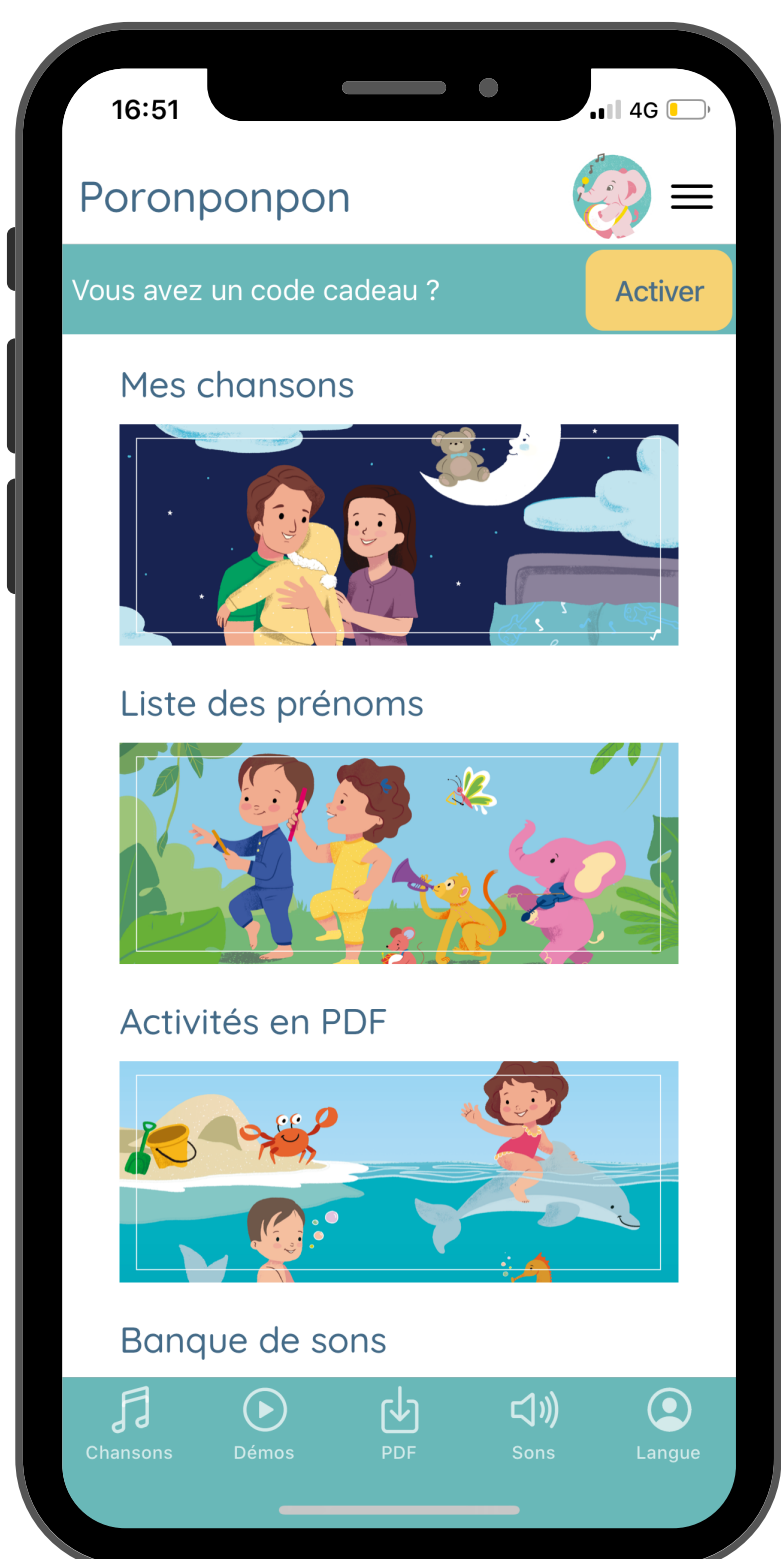 16:51
4G
Poronponpon
Vous avez un code cadeau ?
Activer
Mes chansons
Liste des prénoms
Activités en PDF
Banque de sons
Chansons
Démos
PDF
Sons
Langue